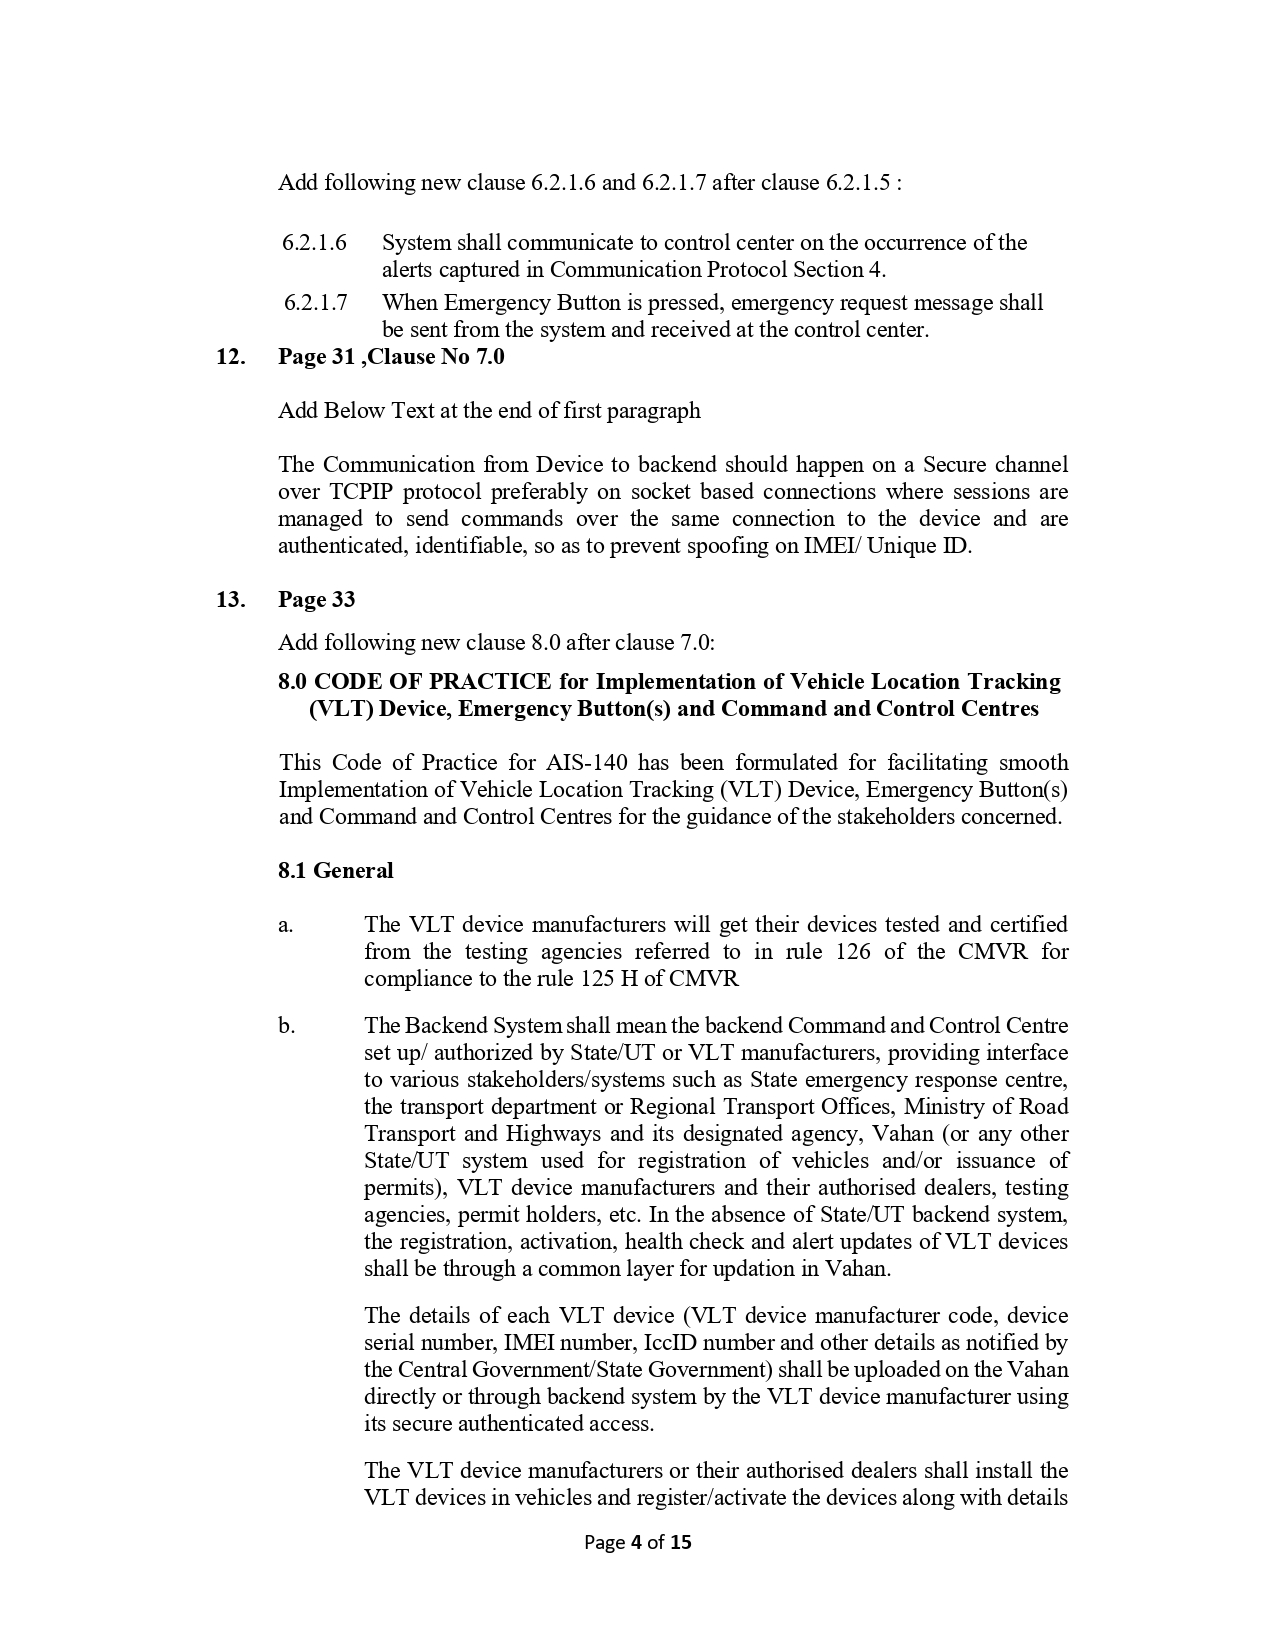 Add following new clause 6.2.1.6 and 6.2.1.7 after clause 6.2.1.5 :
6.2.1.6 System shall communicate to control center on the occurrence of the
alerts captured in Communication Protocol Section 4.
6.2.1.7 When Emergency Button is pressed, emergency request message shall
be sent from the system and received at the control center.
12. Page 31 ,Clause No 7.0
Add Below Text at the end of first paragraph
The Communication from Device to backend should happen on a Secure channel
over TCPIP protocol preferably on socket based connections where sessions are
managed to send commands over the same connection to the device and are
authenticated, identifiable, so as to prevent spoofing on IMEI/ Unique ID.
13. Page 33
Add following new clause 8.0 after clause 7.0:
8.0 CODE OF PRACTICE for Implementation of Vehicle Location Tracking
(VLT) Device, Emergency Button(s) and Command and Control Centres
This Code of Practice for AIS-140 has been formulated for facilitating smooth
Implementation of Vehicle Location Tracking (VLT) Device, Emergency Button(s)
and Command and Control Centres for the guidance of the stakeholders concerned.
8.1 General
a. The VLT device manufacturers will get their devices tested and certified
from the testing agencies referred to in rule 126 of the CMVR for
compliance to the rule 125 H of CMVR
b. The Backend System shall mean the backend Command and Control Centre
set up/ authorized by State/UT or VLT manufacturers, providing interface
to various stakeholders/systems such as State emergency response centre,
the transport department or Regional Transport Offices, Ministry of Road
Transport and Highways and its designated agency, Vahan (or any other
State/UT system used for registration of vehicles and/or issuance of
permits), VLT device manufacturers and their authorised dealers, testing
agencies, permit holders, etc. In the absence of State/UT backend system,
the registration, activation, health check and alert updates of VLT devices
shall be through a common layer for updation in Vahan.
The details of each VLT device (VLT device manufacturer code, device
serial number, IMEI number, IccID number and other details as notified by
the Central Government/State Government) shall be uploaded on the Vahan
directly or through backend system by the VLT device manufacturer using
its secure authenticated access.
The VLT device manufacturers or their authorised dealers shall install the
VLT devices in vehicles and register/activate the devices along with details
Page 4 of 15